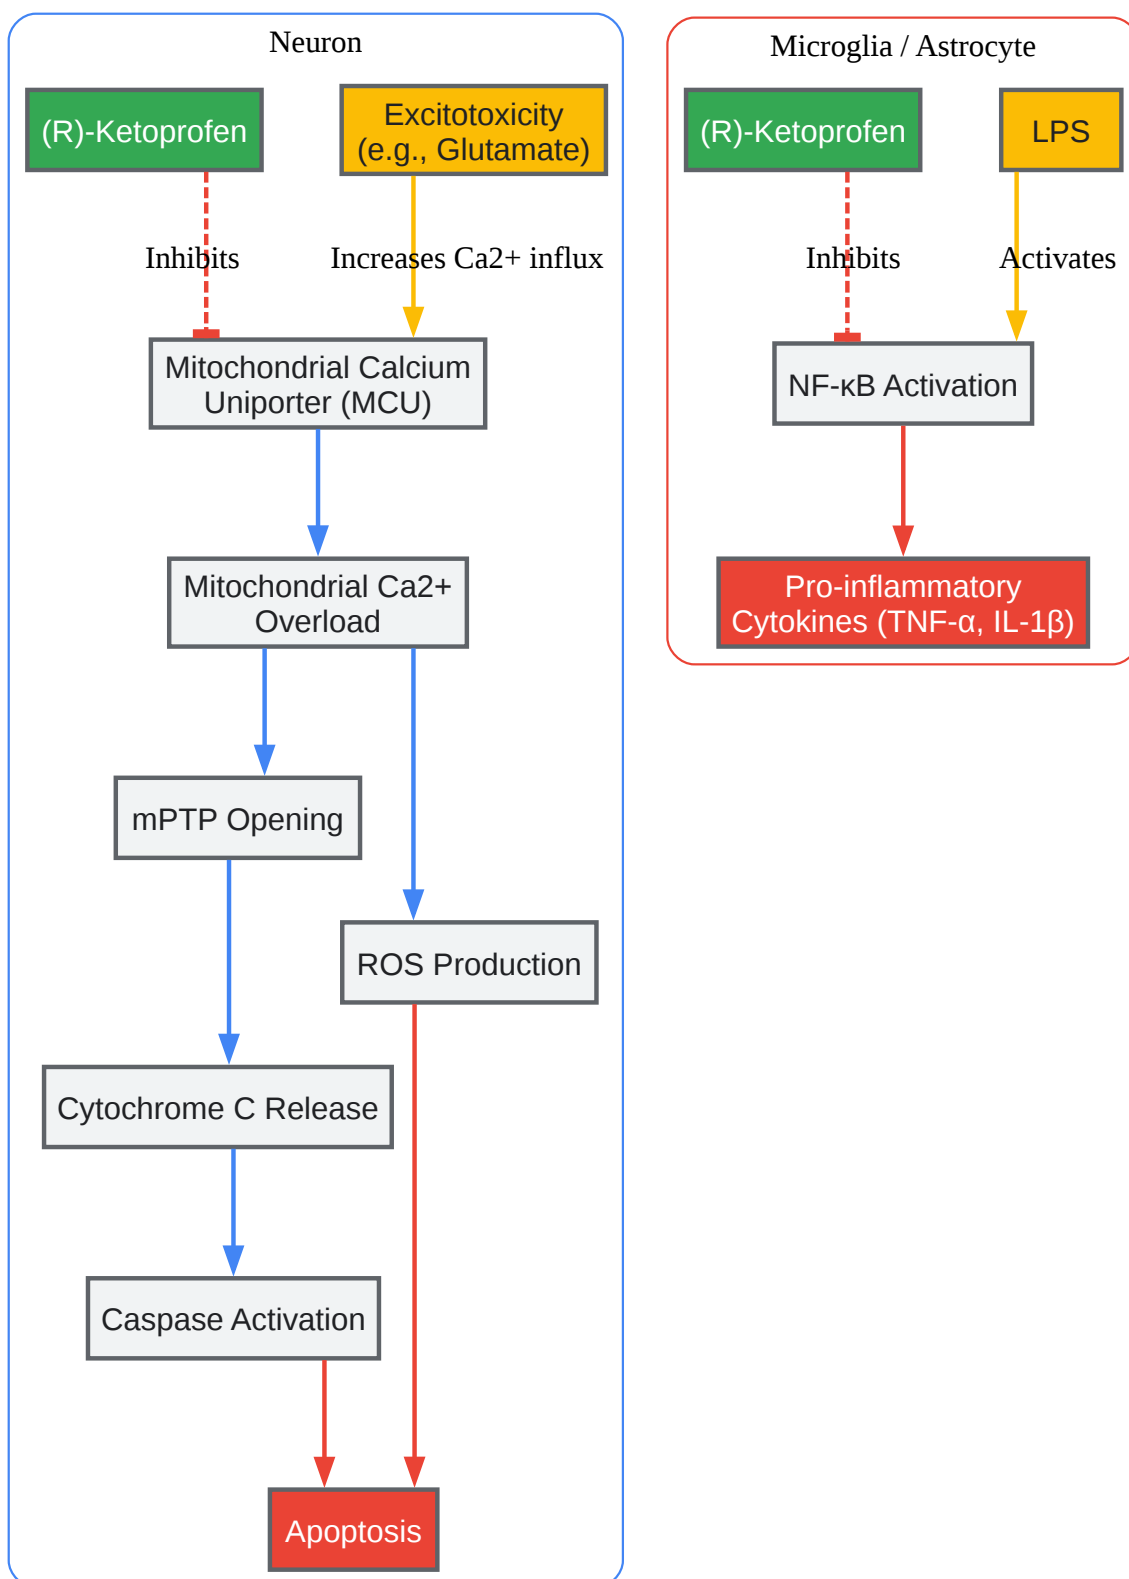 Neuron
(R)-Ketoprofen
Excitotoxicity
(e.g., Glutamate)
Inhibits
Increases Ca2+ influx
Mitochondrial Calcium
Uniporter (MCU)
Mitochondrial Ca2+
Overload
mPTP Opening
ROS Production
Cytochrome C Release
Caspase Activation
Apoptosis
Microglia / Astrocyte
(R)-Ketoprofen
LPS
Inhibits
Activates
NF-κB Activation
Pro-inflammatory
Cytokines (TNF-α, IL-1β)